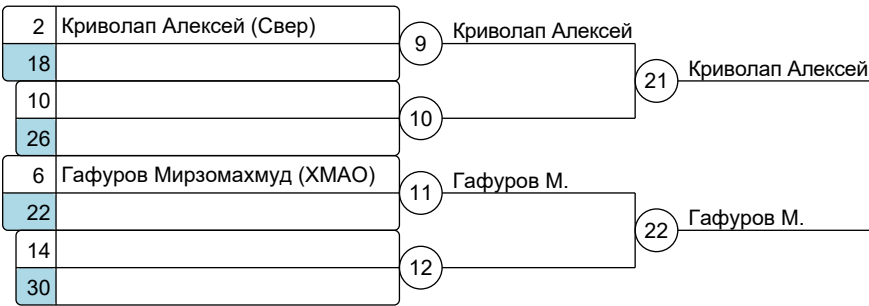 2 Криволап Алексей (Свер)
9 Криволап Алексей
18
21 Криволап Алексей
10
10
26
6 Гафуров Мирзомахмуд (ХМАО)
11 Гафуров М.
22
22 Гафуров М.
14
12
30